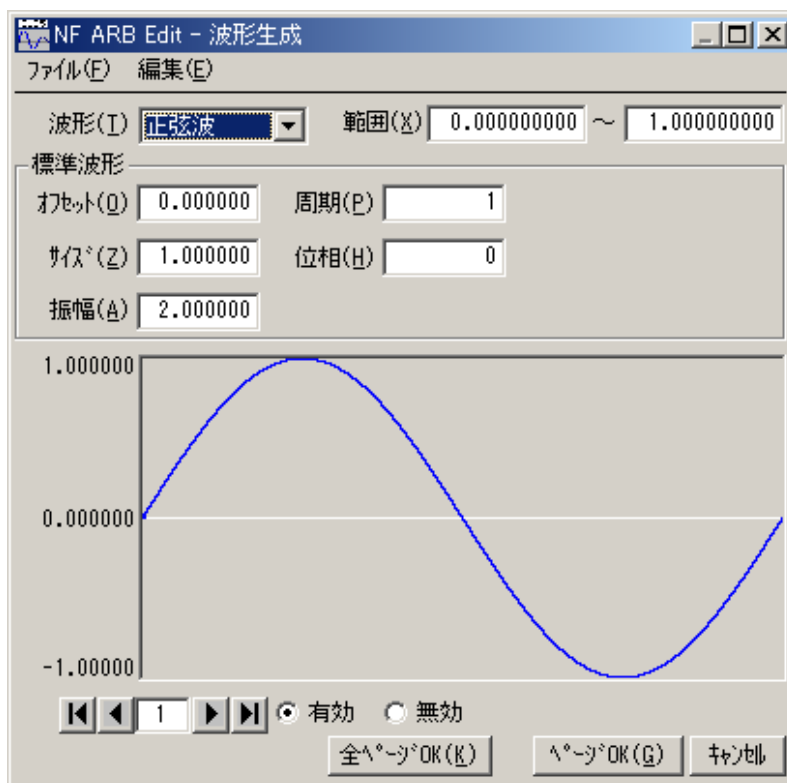 NF ARB Edit - 波形生成
ﾌｧｲﾙ(F) 編集(E)
波形(T) 正弦波 範囲(X) 0.000000000 ～ 1.000000000
標準波形
ｵﾌｾｯﾄ(O) 0.000000 周期(P) 1
ｻｲｽﾞ(Z) 1.000000 位相(H) 0
振幅(A) 2.000000
1.000000
0.000000
-1.00000
1 有効 無効
全ﾍﾟｰｼﾞOK(K) ﾍﾟｰｼﾞOK(G) ｷｬﾝｾﾙ